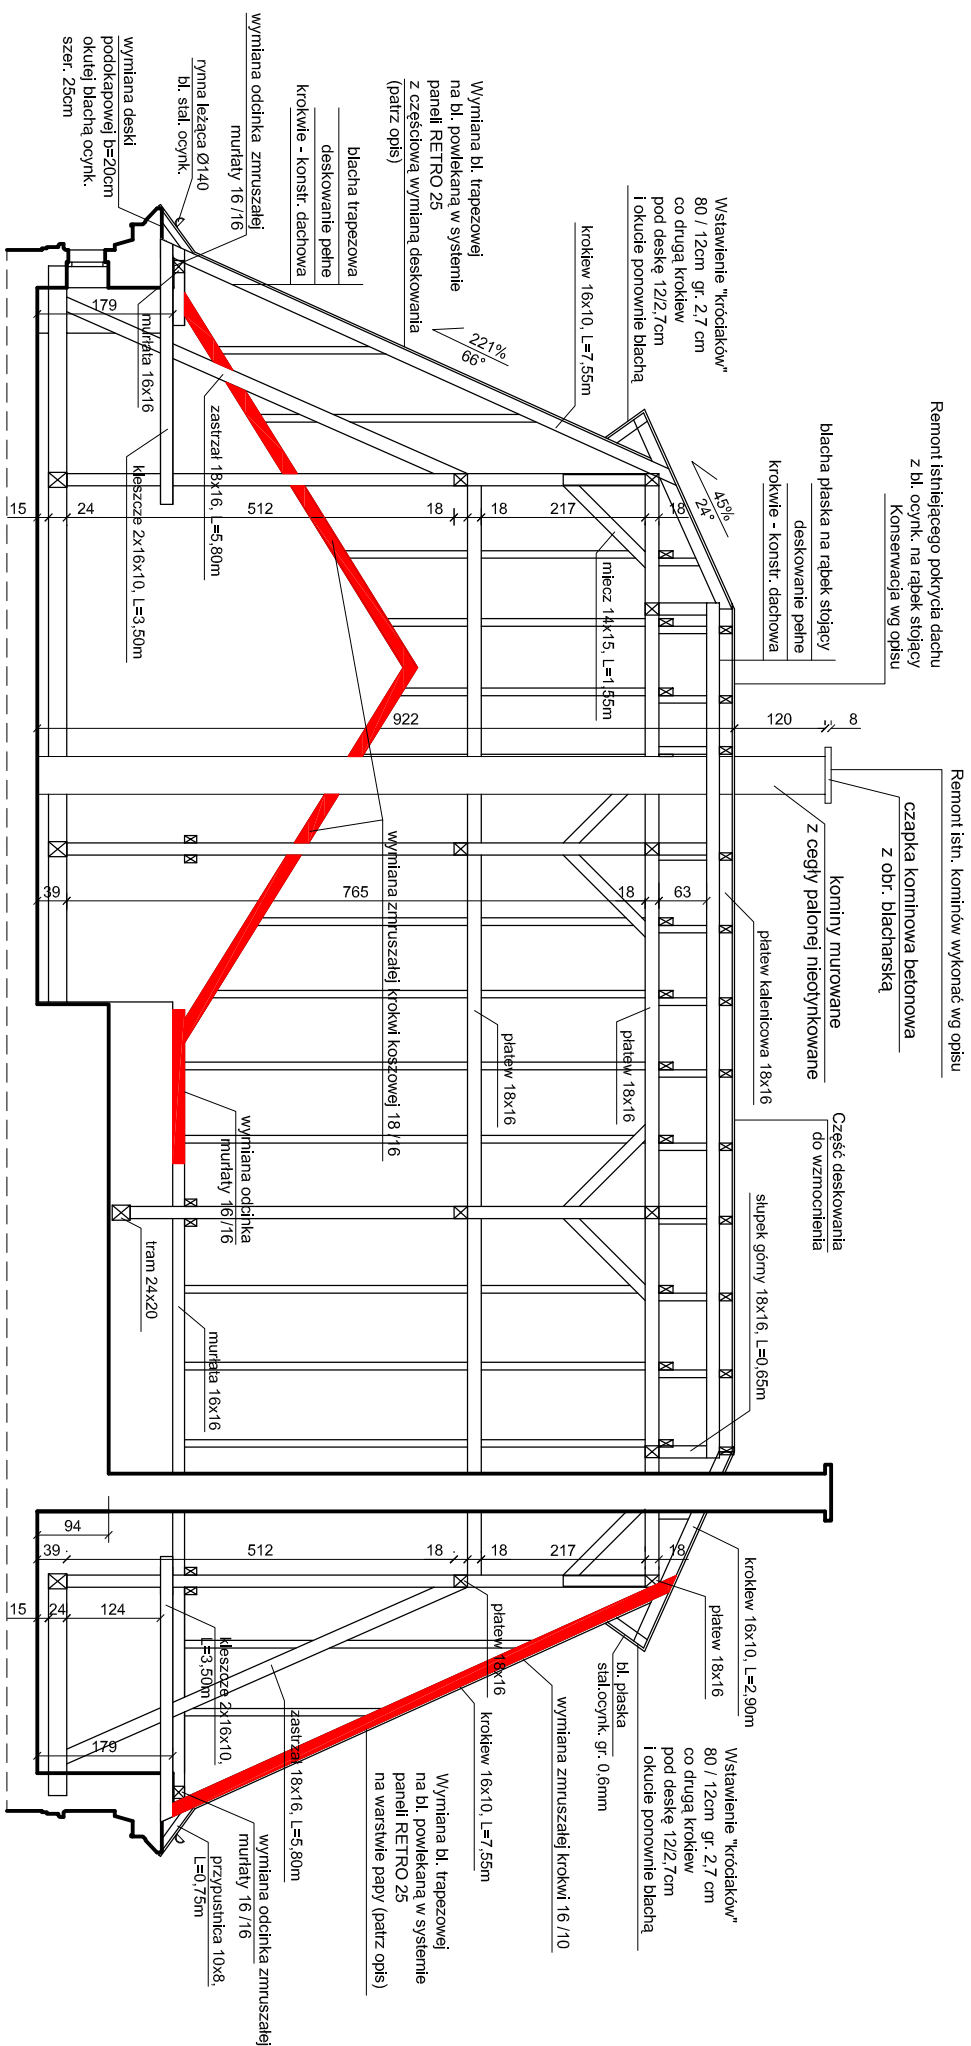 Remont istn. kominów wykonać wg opisu
czapka kominowa betonowa
z obr. blacharską
kominy murowane
z cegły palonej nieotynkowane
Remont istniejącego pokrycia dachu
z bl. ocynk. na rąbek stojący
Konserwacja wg opisu
blacha płaska na rąbek stojący
deskowanie pełne
krokwie - konstr. dachowa
Wstawienie "króciaków"
80 / 12cm gr. 2,7 cm
co drugą krokiew
pod deskę 12/2,7cm
i okucie ponownie blachą
krokiew 16x10, L=7,55m
Wymiana bl. trapezowej
na bl. powlekaną w systemie
paneli RETRO 25
z częściową wymianą deskowania
(patrz opis)
blacha trapezowa
deskowanie pełne
krokwie - konstr. dachowa
wymiana odcinka zmruszałej
murłaty 16 /16
rynna leżąca Ø140
bl. stal. ocynk.
wymiana deski
podokapowej b=20cm
okutej blachą ocynk.
szer. 25cm
221%
66°
45%
24°
179
murłata 16x16
zastrzał 18x16, L=5,80m
kleszcze 2x16x10, L=3,50m
miecz 14x15, L=1,55m
15
24
512
18
18
217
18
922
120
8
39
765
18
63
wymiana zmruszałej krokwi koszowej 18 /16
płatew kalenicowa 18x16
płatew 18x16
płatew 18x16
Część deskowania
do wzmocnienia
słupek górny 18x16, L=0,65m
wymiana odcinka
murłaty 16 /16
tram 24x20
murłata 16x16
94
39
512
18
18
217
18
15
24
124
179
krokiew 16x10, L=2,90m
płatew 18x16
płatew 18x16
bl. płaska
stal.ocynk. gr. 0,6mm
Wstawienie "króciaków"
80 / 12cm gr. 2,7 cm
co drugą krokiew
pod deskę 12/2,7cm
i okucie ponownie blachą
wymiana zmruszałej krokwi 16 /10
krokiew 16x10, L=7,55m
Wymiana bl. trapezowej
na bl. powlekaną w systemie
paneli RETRO 25
na warstwie papy (patrz opis)
kleszcze 2x16x10,
L=3,50m
zastrzał 18x16, L=5,80m
wymiana odcinka zmruszałej
murłaty 16 /16
przypustnica 10x8,
L=0,75m